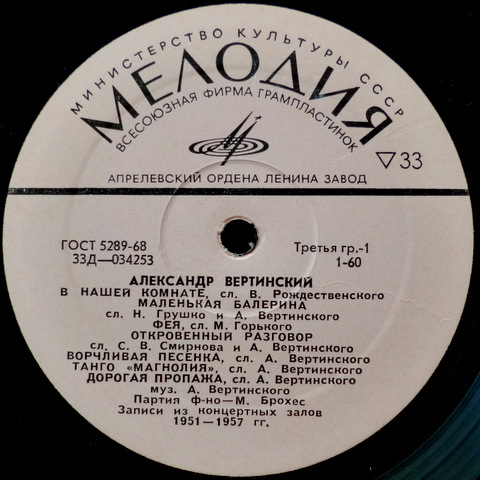 МИНИСТЕРСТВО КУЛЬТУРЫ СССР
МЕЛОДИЯ
ВСЕСОЮЗНАЯ ФИРМА ГРАМПЛАСТИНОК
▽33
АПРЕЛЕВСКИЙ ОРДЕНА ЛЕНИНА ЗАВОД
ГОСТ 5289-68
33Д—034253
Третья гр.-1
1-60
АЛЕКСАНДР ВЕРТИНСКИЙ
В НАШЕЙ КОМНАТЕ, сл. В. Рождественского
МАЛЕНЬКАЯ БАЛЕРИНА
сл. Н. Грушко и А. Вертинского
ФЕЯ, сл. М. Горького
ОТКРОВЕННЫЙ РАЗГОВОР
сл. С. В. Смирнова и А. Вертинского
ВОРЧЛИВАЯ ПЕСЕНКА, сл. А. Вертинского
ТАНГО «МАГНОЛИЯ», сл. А. Вертинского
ДОРОГАЯ ПРОПАЖА, сл. А. Вертинского
муз. А. Вертинского
Партия ф-но—М. Брохес
Записи из концертных залов
1951—1957 гг.